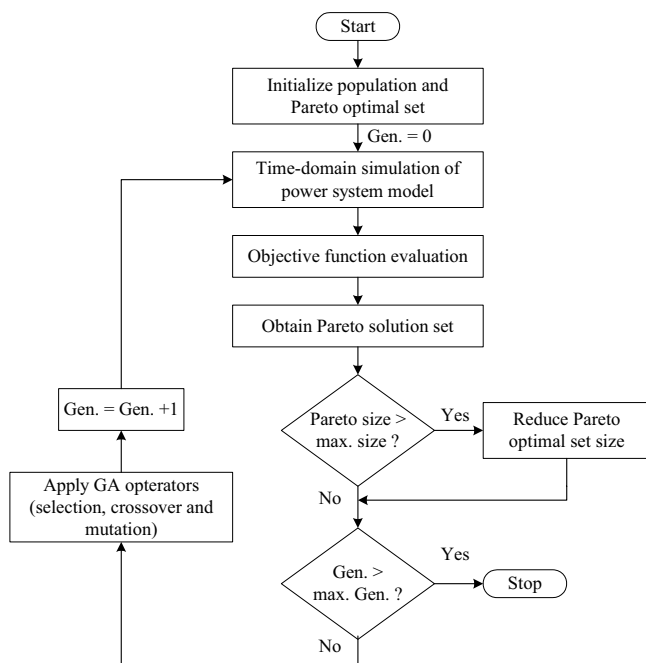 Start
Initialize population and
Pareto optimal set
Gen. = 0
Time-domain simulation of
power system model
Objective function evaluation
Obtain Pareto solution set
Pareto size >
max. size ?
Yes
Reduce Pareto
optimal set size
No
Gen. >
max. Gen. ?
Yes
Stop
No
Apply GA opterators
(selection, crossover and
mutation)
Gen. = Gen. +1